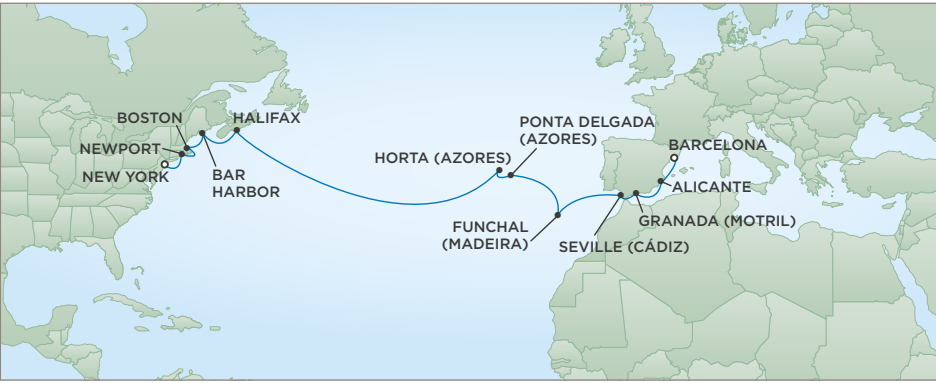 BOSTON
HALIFAX
NEWPORT
NEW YORK
BAR
HARBOR
HORTA (AZORES)
PONTA DELGADA
(AZORES)
FUNCHAL
(MADEIRA)
BARCELONA
ALICANTE
GRANADA (MOTRIL)
SEVILLE (CÁDIZ)